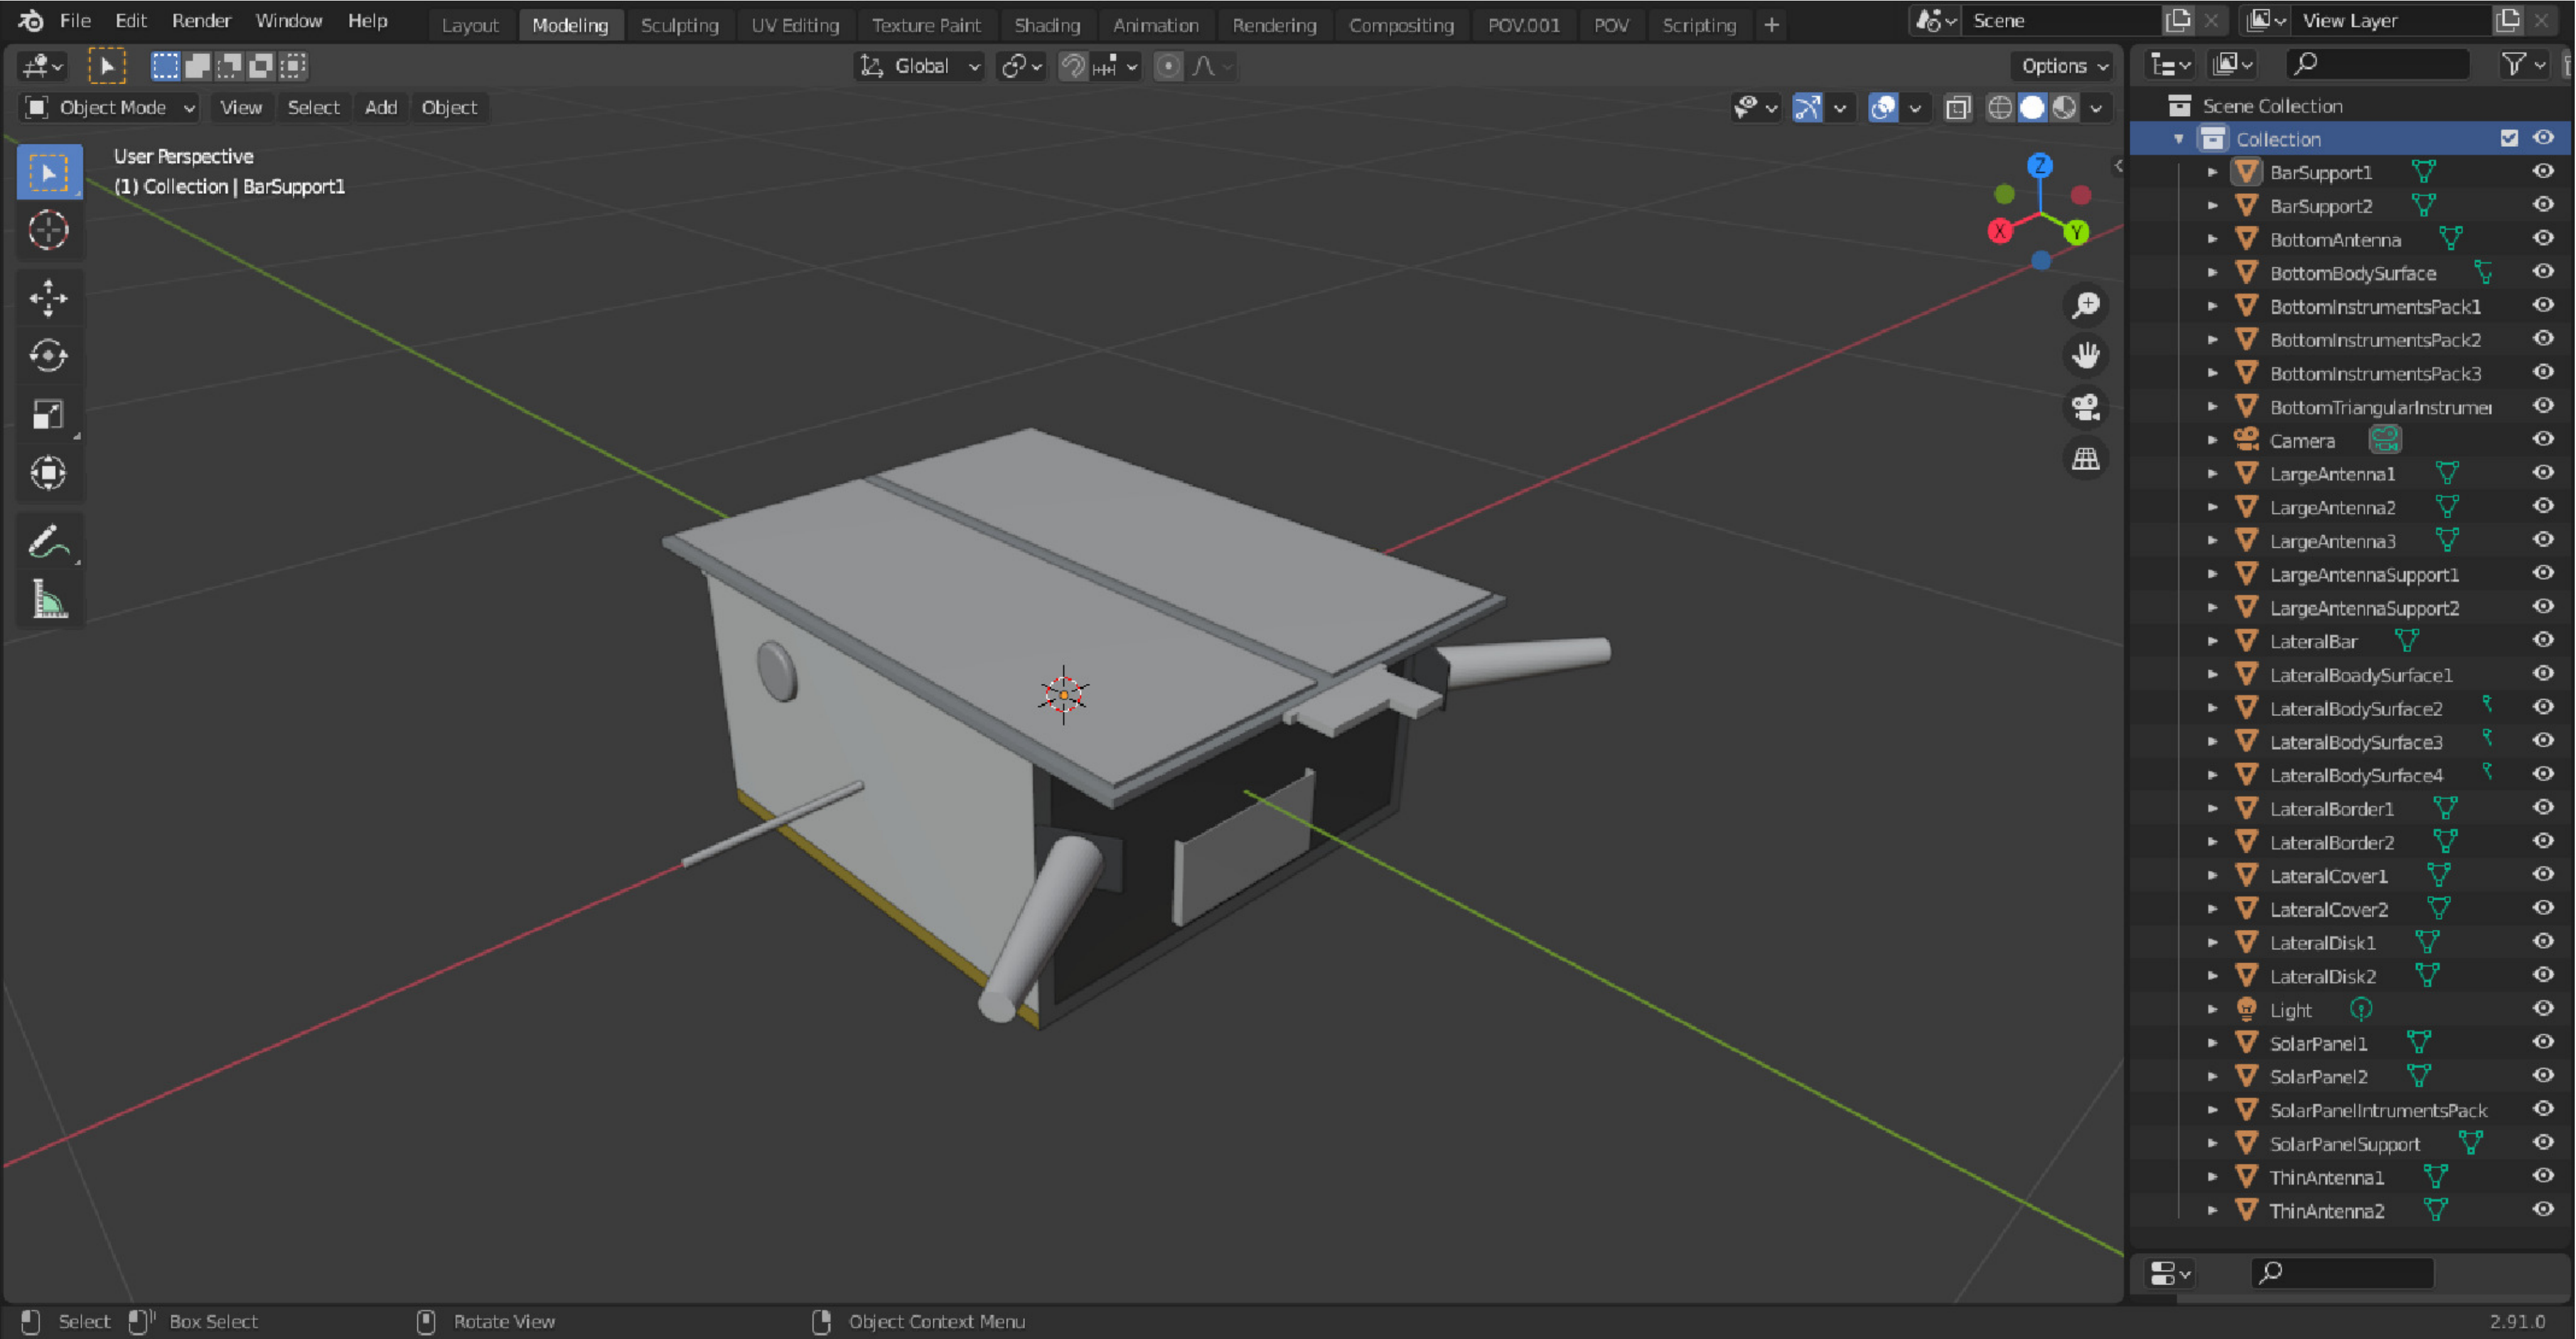 File Edit Render Window Help Layout Modeling Sculpting UV Editing Texture Paint Shading Animation Rendering Compositing POV.001 POV Scripting + Scene View Layer
Global Options
Object Mode View Select Add Object
User Perspective
(1) Collection | BarSupport1
Z
X
Y
Scene Collection
Collection
BarSupport1
BarSupport2
BottomAntenna
BottomBodySurface
BottomInstrumentsPack1
BottomInstrumentsPack2
BottomInstrumentsPack3
BottomTriangularInstrumer
Camera
LargeAntenna1
LargeAntenna2
LargeAntenna3
LargeAntennaSupport1
LargeAntennaSupport2
LateralBar
LateralBoadySurface1
LateralBodySurface2
LateralBodySurface3
LateralBodySurface4
LateralBorder1
LateralBorder2
LateralCover1
LateralCover2
LateralDisk1
LateralDisk2
Light
SolarPanel1
SolarPanel2
SolarPanelIntrumentsPack
SolarPanelSupport
ThinAntenna1
ThinAntenna2
Select Box Select Rotate View Object Context Menu 2.91.0